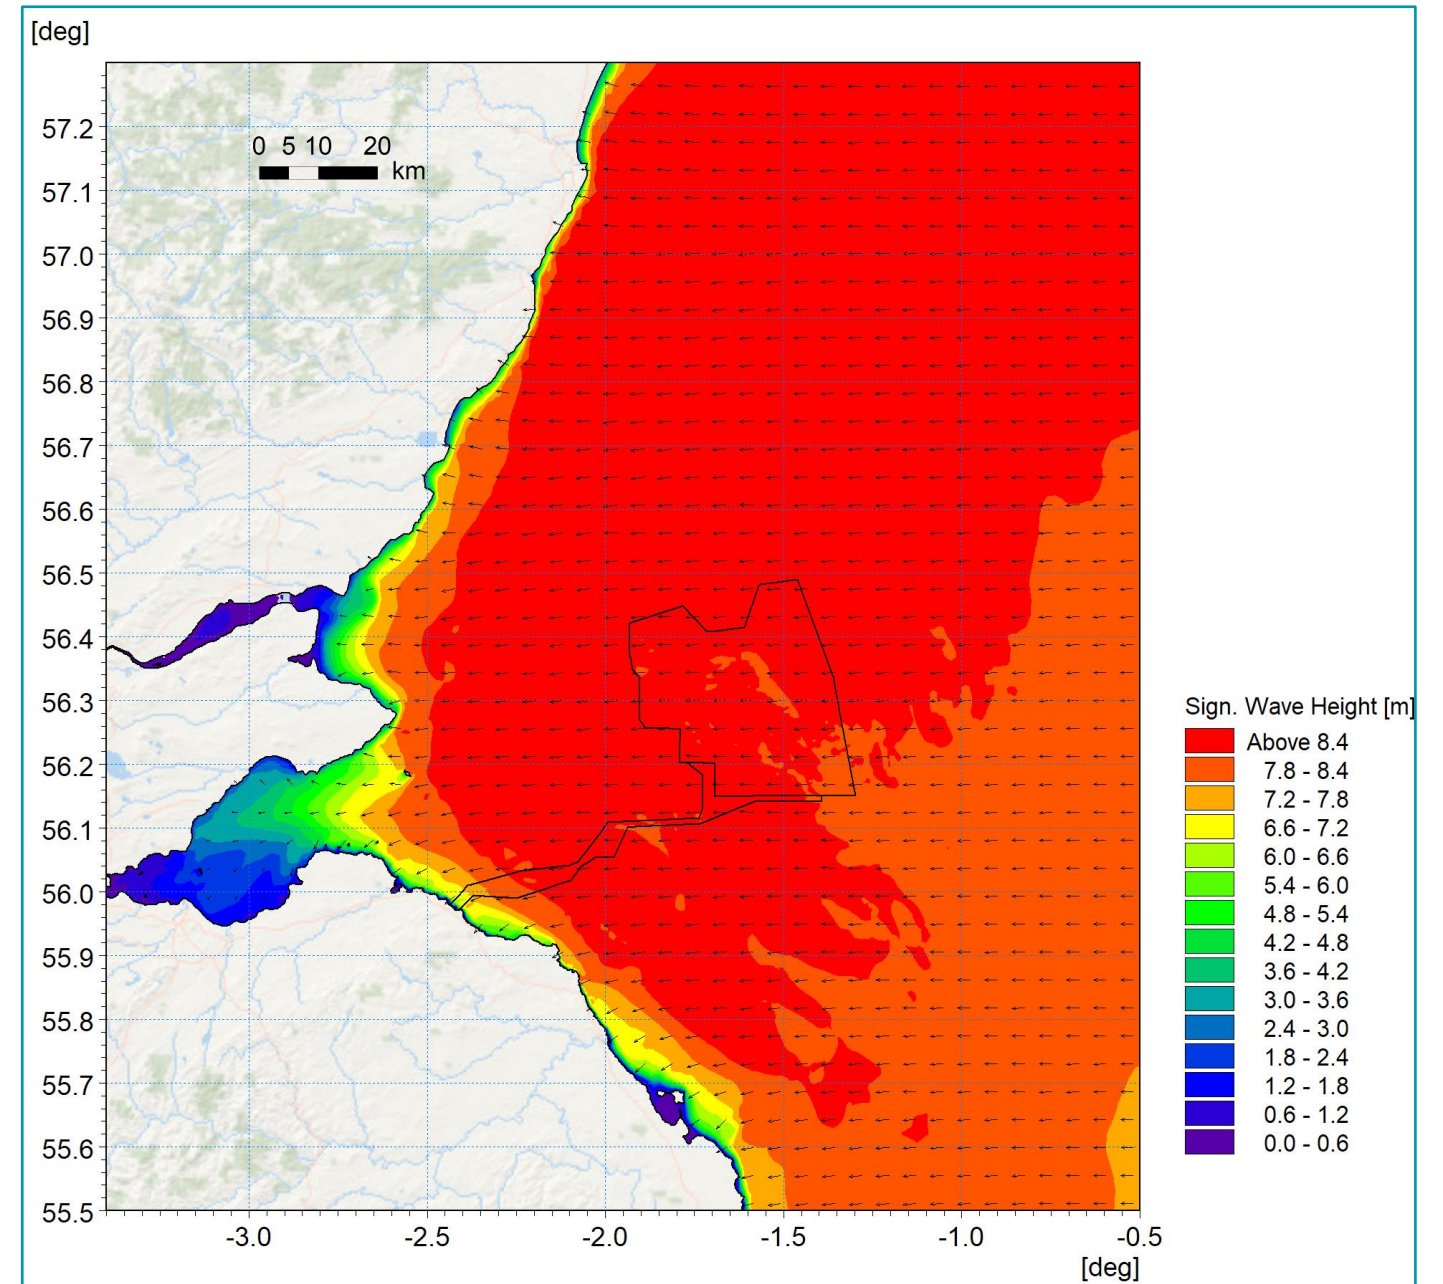 [deg]
0 5 10 20
km
57.2
57.1
57.0
56.9
56.8
56.7
56.6
56.5
56.4
56.3
56.2
56.1
56.0
55.9
55.8
55.7
55.6
55.5
-3.0 -2.5 -2.0 -1.5 -1.0 -0.5
[deg]
Sign. Wave Height [m]
Above 8.4
7.8 - 8.4
7.2 - 7.8
6.6 - 7.2
6.0 - 6.6
5.4 - 6.0
4.8 - 5.4
4.2 - 4.8
3.6 - 4.2
3.0 - 3.6
2.4 - 3.0
1.8 - 2.4
1.2 - 1.8
0.6 - 1.2
0.0 - 0.6